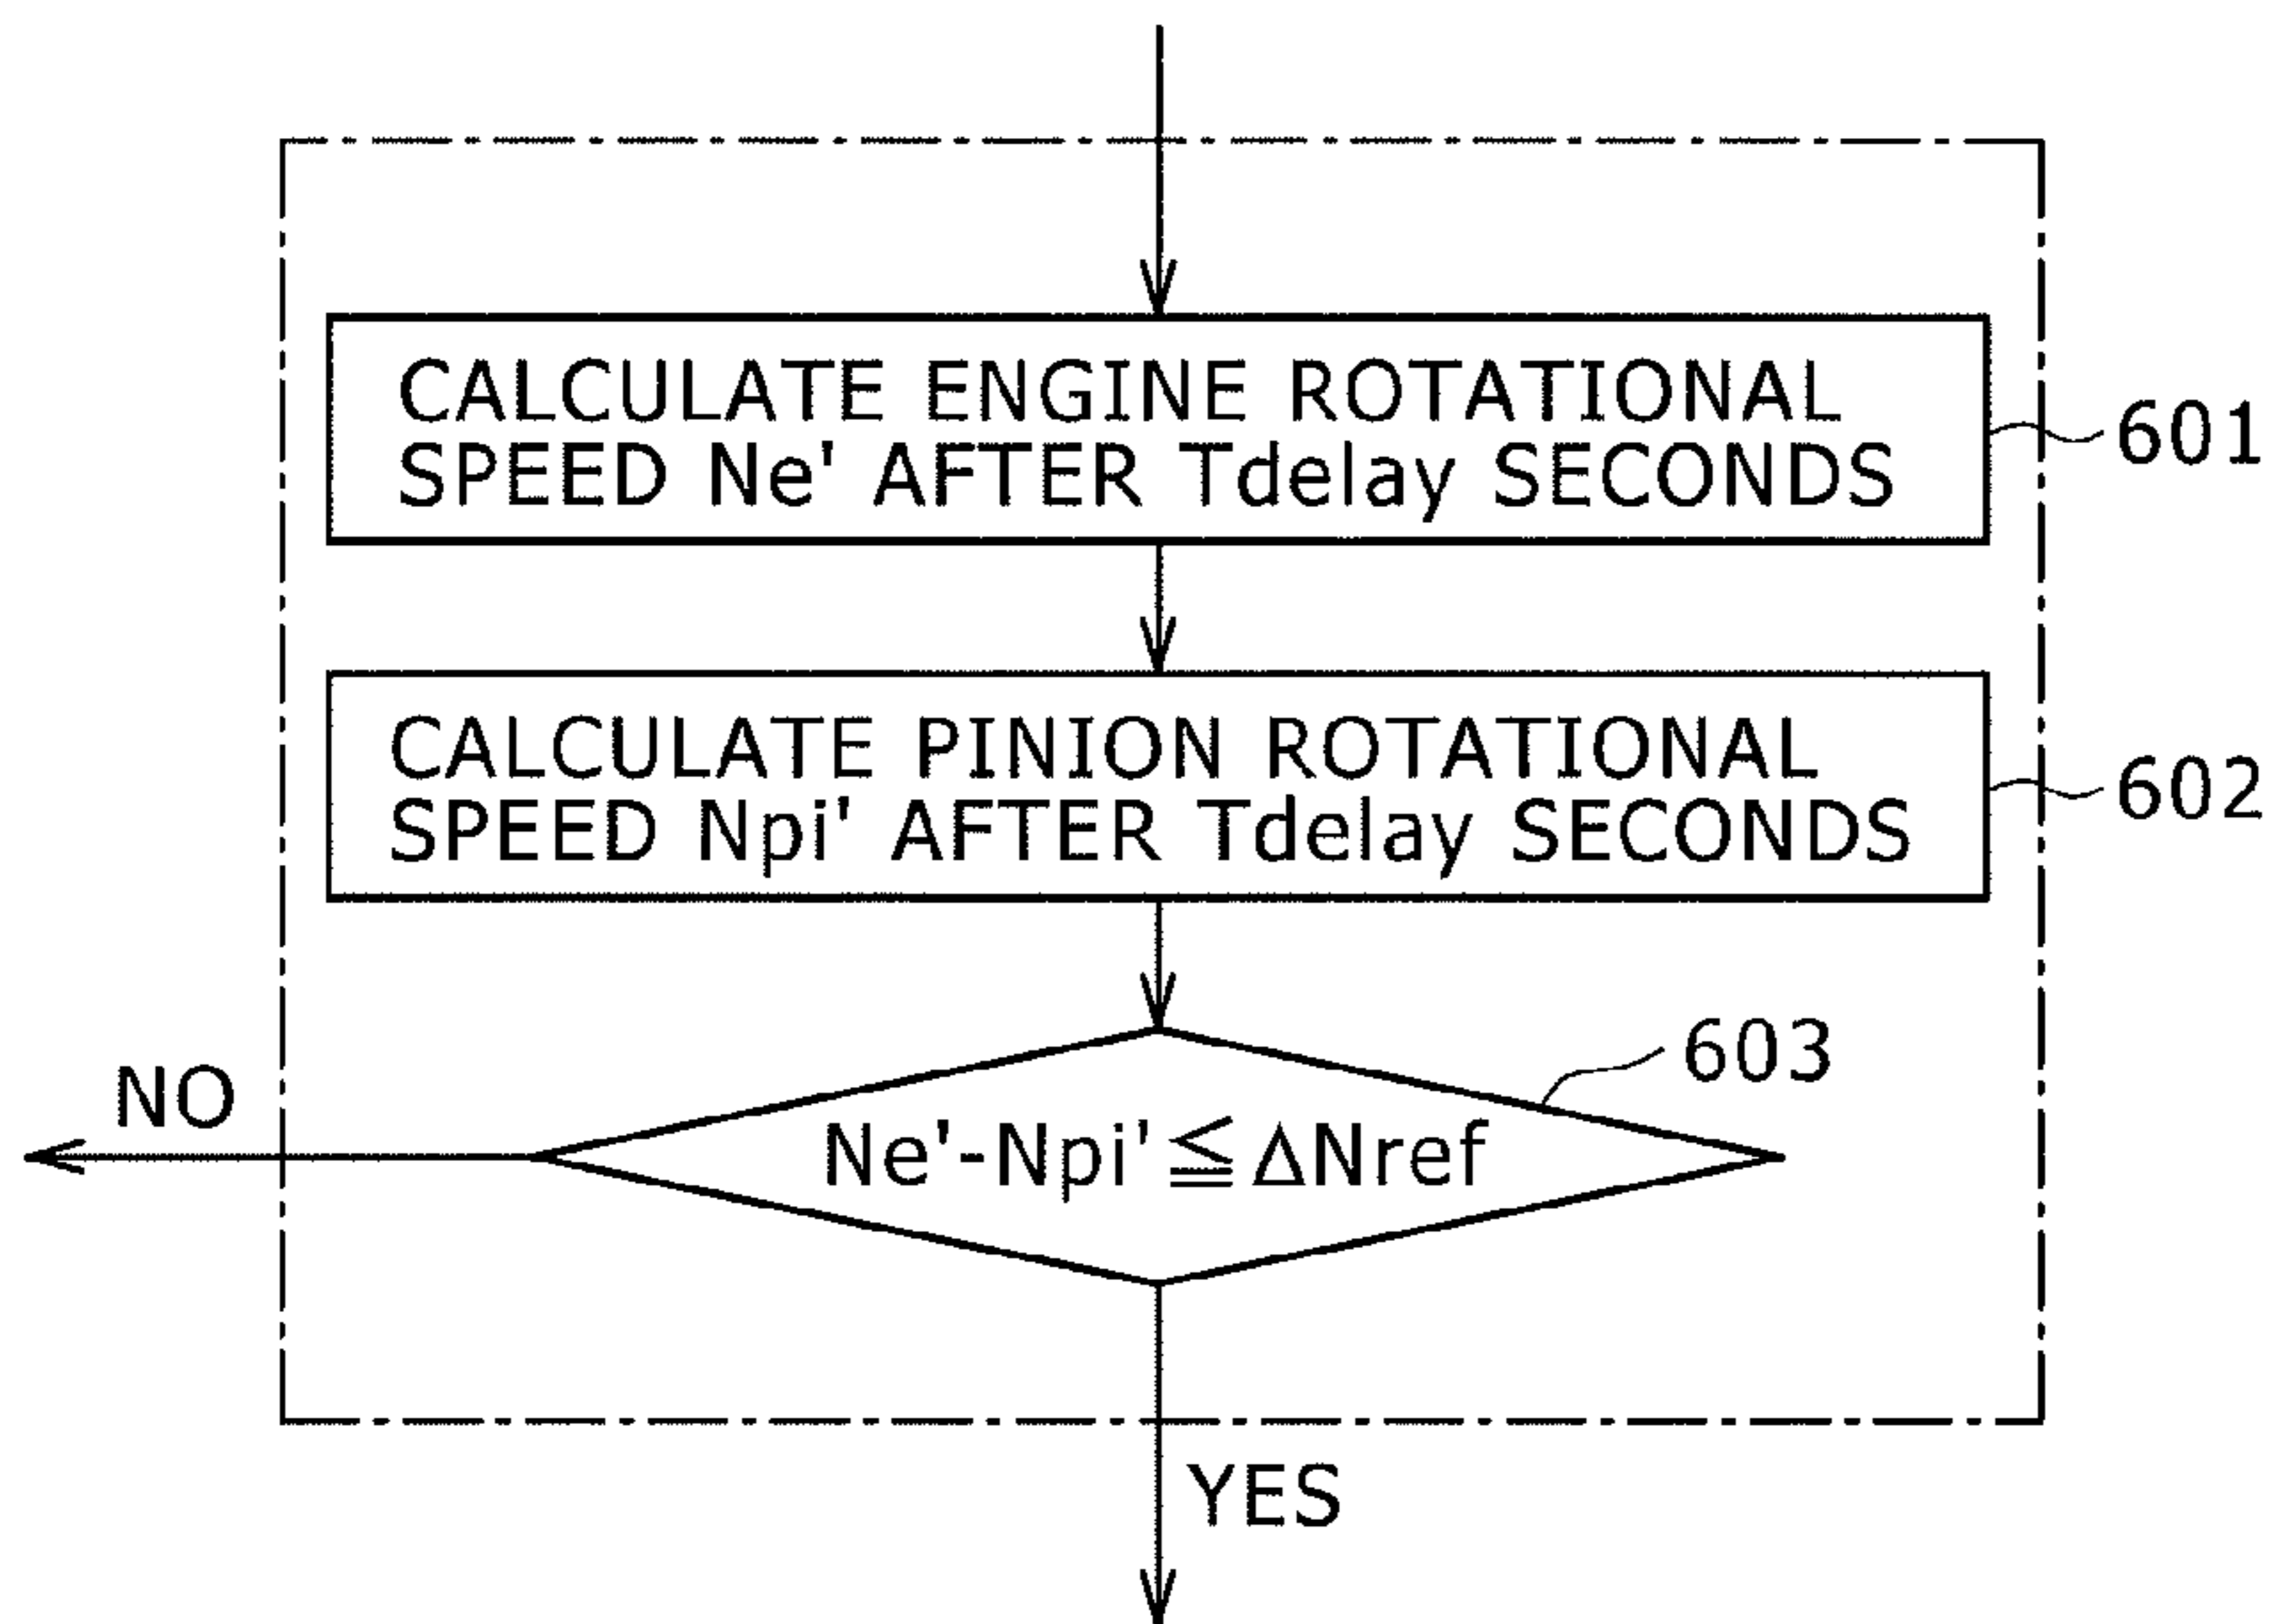 CALCULATE ENGINE ROTATIONAL
SPEED Ne' AFTER Tdelay SECONDS
601
CALCULATE PINION ROTATIONAL
SPEED Npi' AFTER Tdelay SECONDS
602
603
NO
Ne'-Npi'≦ΔNref
YES